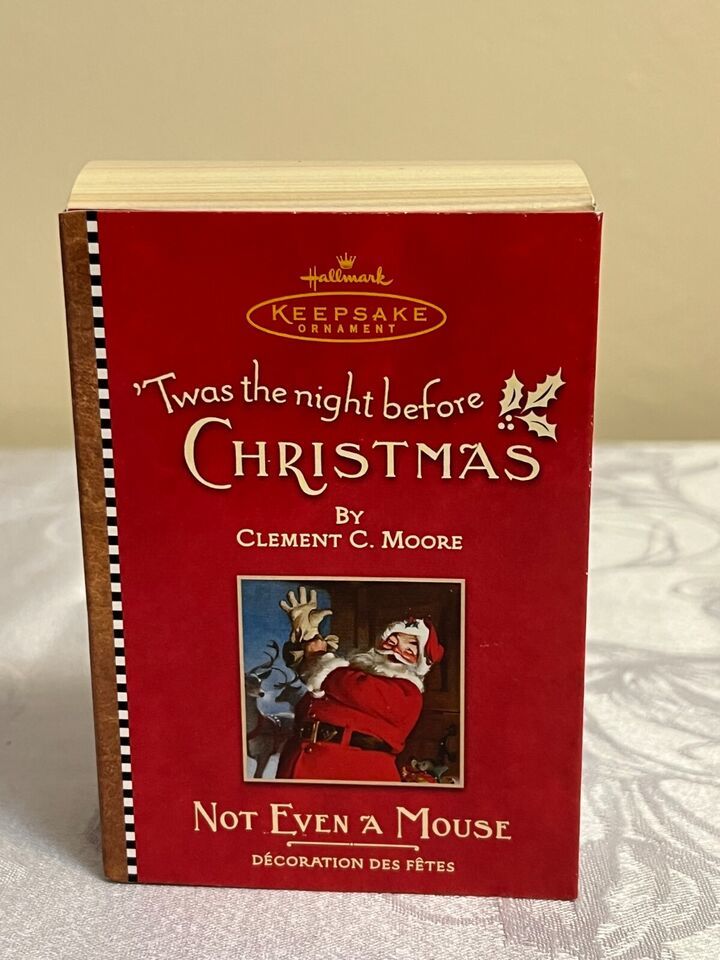 Hallmark
KEEPSAKE
ORNAMENT
'Twas the night before
CHRISTMAS
BY
CLEMENT C. MOORE
NOT EVEN A MOUSE
DÉCORATION DES FÊTES